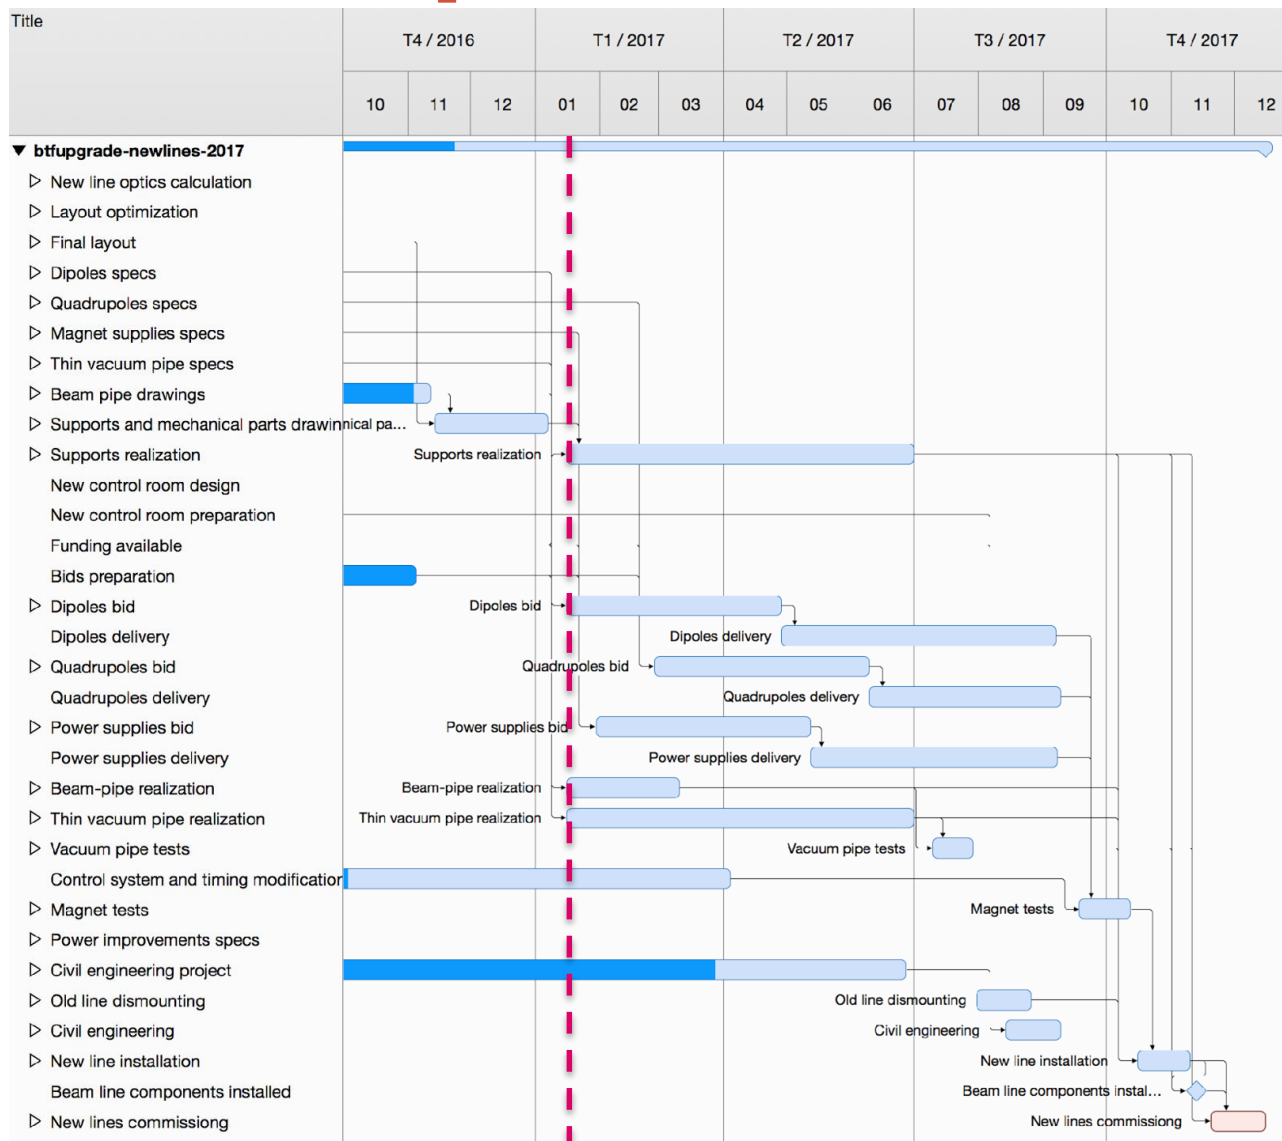 Title
T4 / 2016 T1 / 2017 T2 / 2017 T3 / 2017 T4 / 2017
10 11 12 01 02 03 04 05 06 07 08 09 10 11 12
btfupgrade-newlines-2017
New line optics calculation
Layout optimization
Final layout
Dipoles specs
Quadrupoles specs
Magnet supplies specs
Thin vacuum pipe specs
Beam pipe drawings
Supports and mechanical parts drawinnical pa...
Supports realization Supports realization
New control room design
New control room preparation
Funding available
Bids preparation
Dipoles bid Dipoles bid
Dipoles delivery Dipoles delivery
Quadrupoles bid Quadrupoles bid
Quadrupoles delivery Quadrupoles delivery
Power supplies bid Power supplies bid
Power supplies delivery Power supplies delivery
Beam-pipe realization Beam-pipe realization
Thin vacuum pipe realization Thin vacuum pipe realization
Vacuum pipe tests Vacuum pipe tests
Control system and timing modification
Magnet tests Magnet tests
Power improvements specs
Civil engineering project
Old line dismounting Old line dismounting
Civil engineering Civil engineering
New line installation New line installation
Beam line components installed Beam line components instal...
New lines commissiong New lines commissiong